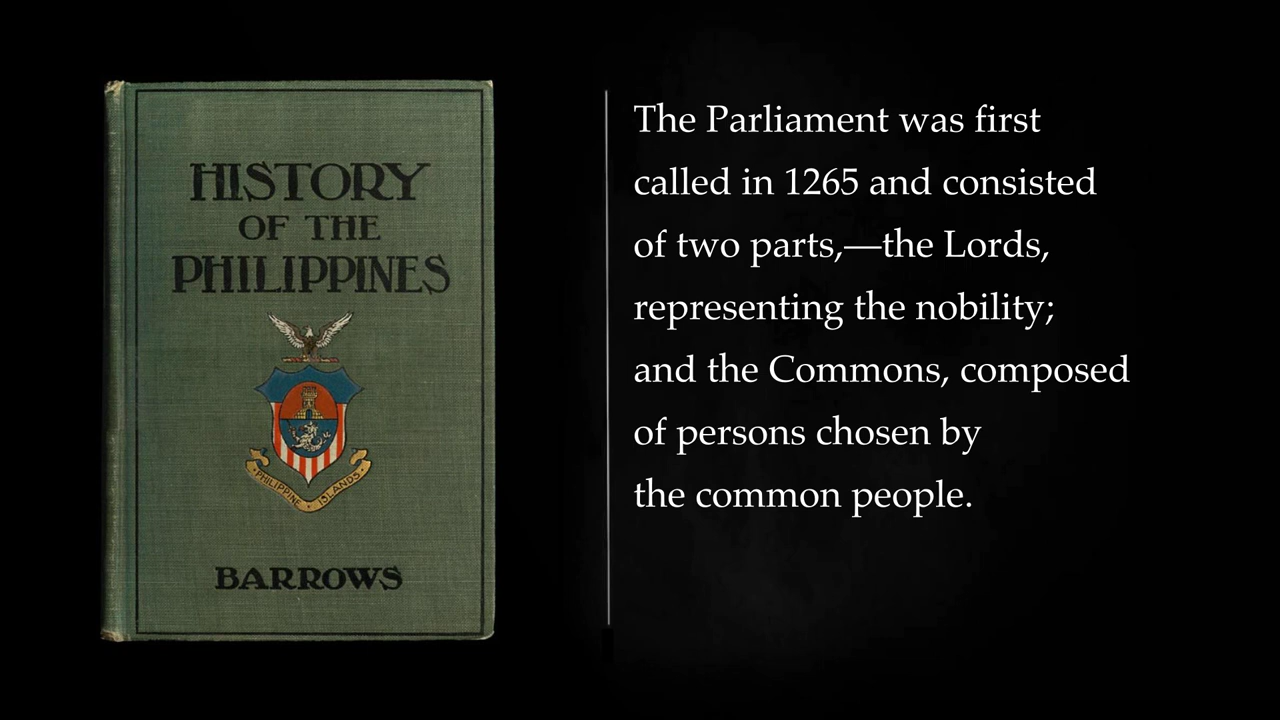 HISTORY
OF THE
PHILIPPINES
PHILIPPINE ISLANDS
BARROWS
The Parliament was first
called in 1265 and consisted
of two parts,—the Lords,
representing the nobility;
and the Commons, composed
of persons chosen by
the common people.